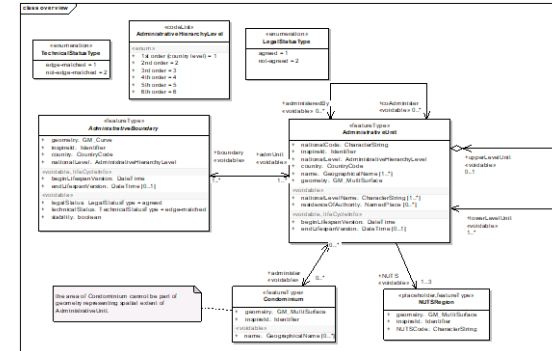 class overview
«enumeration»
TechnicalStatusType
edge-matched = 1
not-edge-matched = 2
«codeList»
AdministrativeHierarchyLevel
«enum»
+ 1st order (country level) = 1
+ 2nd order = 2
+ 3rd order = 3
+ 4th order = 4
+ 5th order = 5
+ 6th order = 6
«enumeration»
LegalStatusType
agreed = 1
not-agreed = 2
+administeredBy
«voidable» 0..*
+coAdminister
«voidable» 0..*
«featureType»
AdministrativeBoundary
+ geometry: GM_Curve
+ inspireId: Identifier
+ country: CountryCode
+ nationalLevel: AdministrativeHierarchyLevel
«voidable, lifeCycleInfo»
+ beginLifespanVersion: DateTime
+ endLifespanVersion: DateTime [0..1]
«voidable»
+ legalStatus: LegalStatusType = agreed
+ technicalStatus: TechnicalStatusType = edge-matched
+ stability: boolean
+boundary
«voidable»
+admUnit
«voidable»
«featureType»
AdministrativeUnit
+ nationalCode: CharacterString
+ inspireId: Identifier
+ nationalLevel: AdministrativeHierarchyLevel
+ country: CountryCode
+ name: GeographicalName [1..*]
+ geometry: GM_MultiSurface
«voidable»
+ nationalLevelName: CharacterString [1..*]
+ residenceOfAuthority: NamedPlace [0..*]
«voidable, lifeCycleInfo»
+ beginLifespanVersion: DateTime
+ endLifespanVersion: DateTime [0..1]
+upperLevelUnit
«voidable»
0..1
+lowerLevelUnit
«voidable»
1..*
+administer
«voidable»
0..*
+NUTS
«voidable»
1...3
the area of Condominium cannot be part of
geometry representing spatial extent of
AdministrativeUnit.
«featureType»
Condominium
+ geometry: GM_MultiSurface
+ inspireId: Identifier
«voidable»
+ name: GeographicalName [0..*]
«placeholder,featureType»
NUTSRegion
+ geometry: GM_MultiSurface
+ inspireId: Identifier
+ NUTSCode: CharacterString